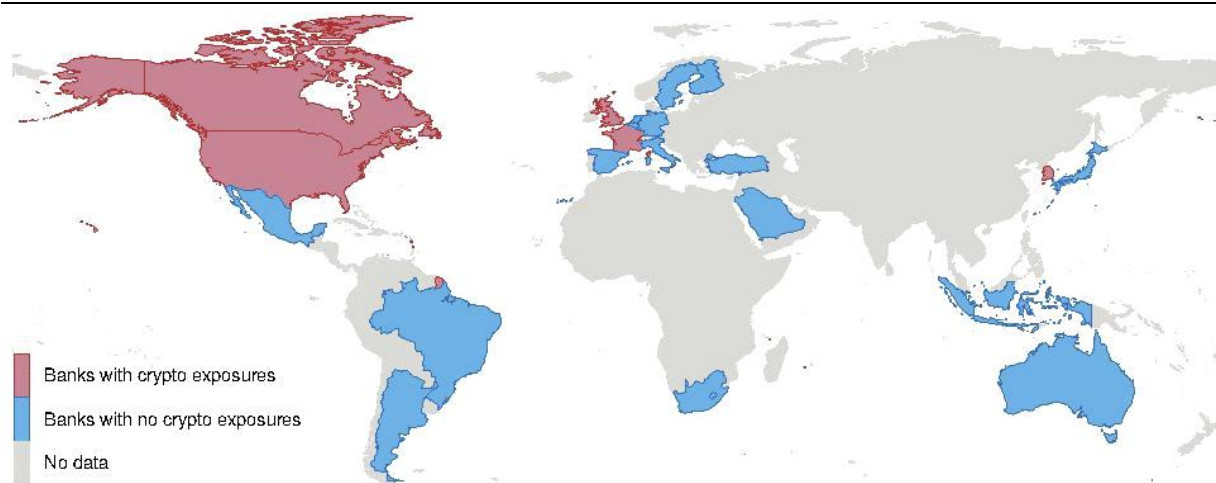 Banks with crypto exposures
Banks with no crypto exposures
No data